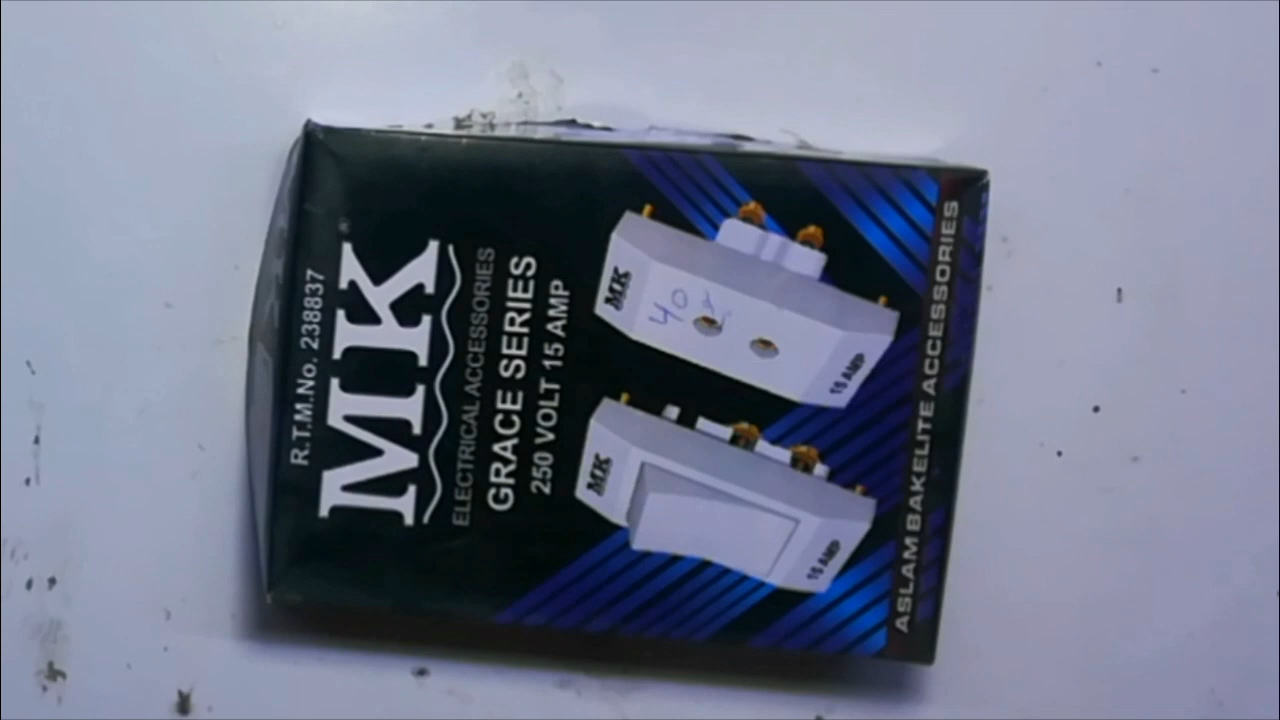 R.T.M.No. 238837
MK
ELECTRICAL ACCESSORIES
GRACE SERIES
250 VOLT 15 AMP
MK
15 AMP
MK
40
15 AMP
ASLAM BAKELITE ACCESSORIES